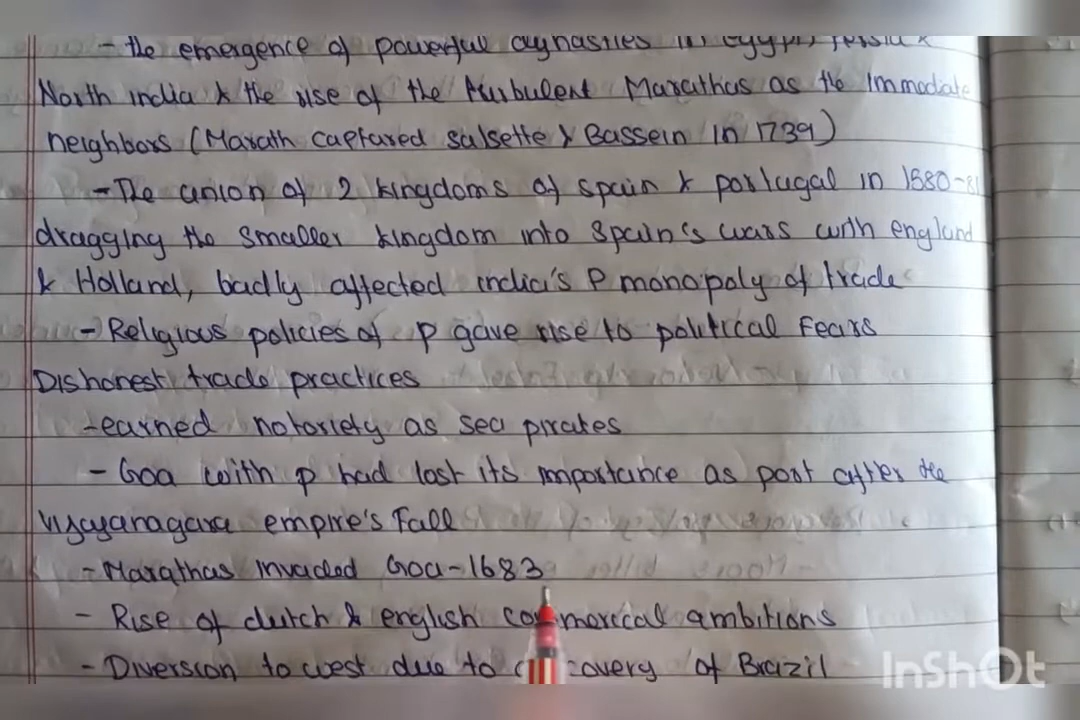 - the emergence of powerful dynasties in Egypt, Persia &
North india & the rise of the turbulent Marathas as the immediate
neighbors (Marath captured salsette & Bassein in 1739)
- The union of 2 kingdoms of spain & portugal in 1580-81
dragging the smaller kingdom into spain's wars with england
& Holland, badly affected india's P monopoly of trade
- Religious policies of P gave rise to political Fears
Dishonest trade practices
- earned notoriety as sea pirates
- Goa with p had lost its importance as port after the
Vijayanagara empire's Fall
- Marathas invaded Goa-1683
- Rise of dutch & english commerical ambitions
- Diversion to west due to discovery of Brazil
InShOt